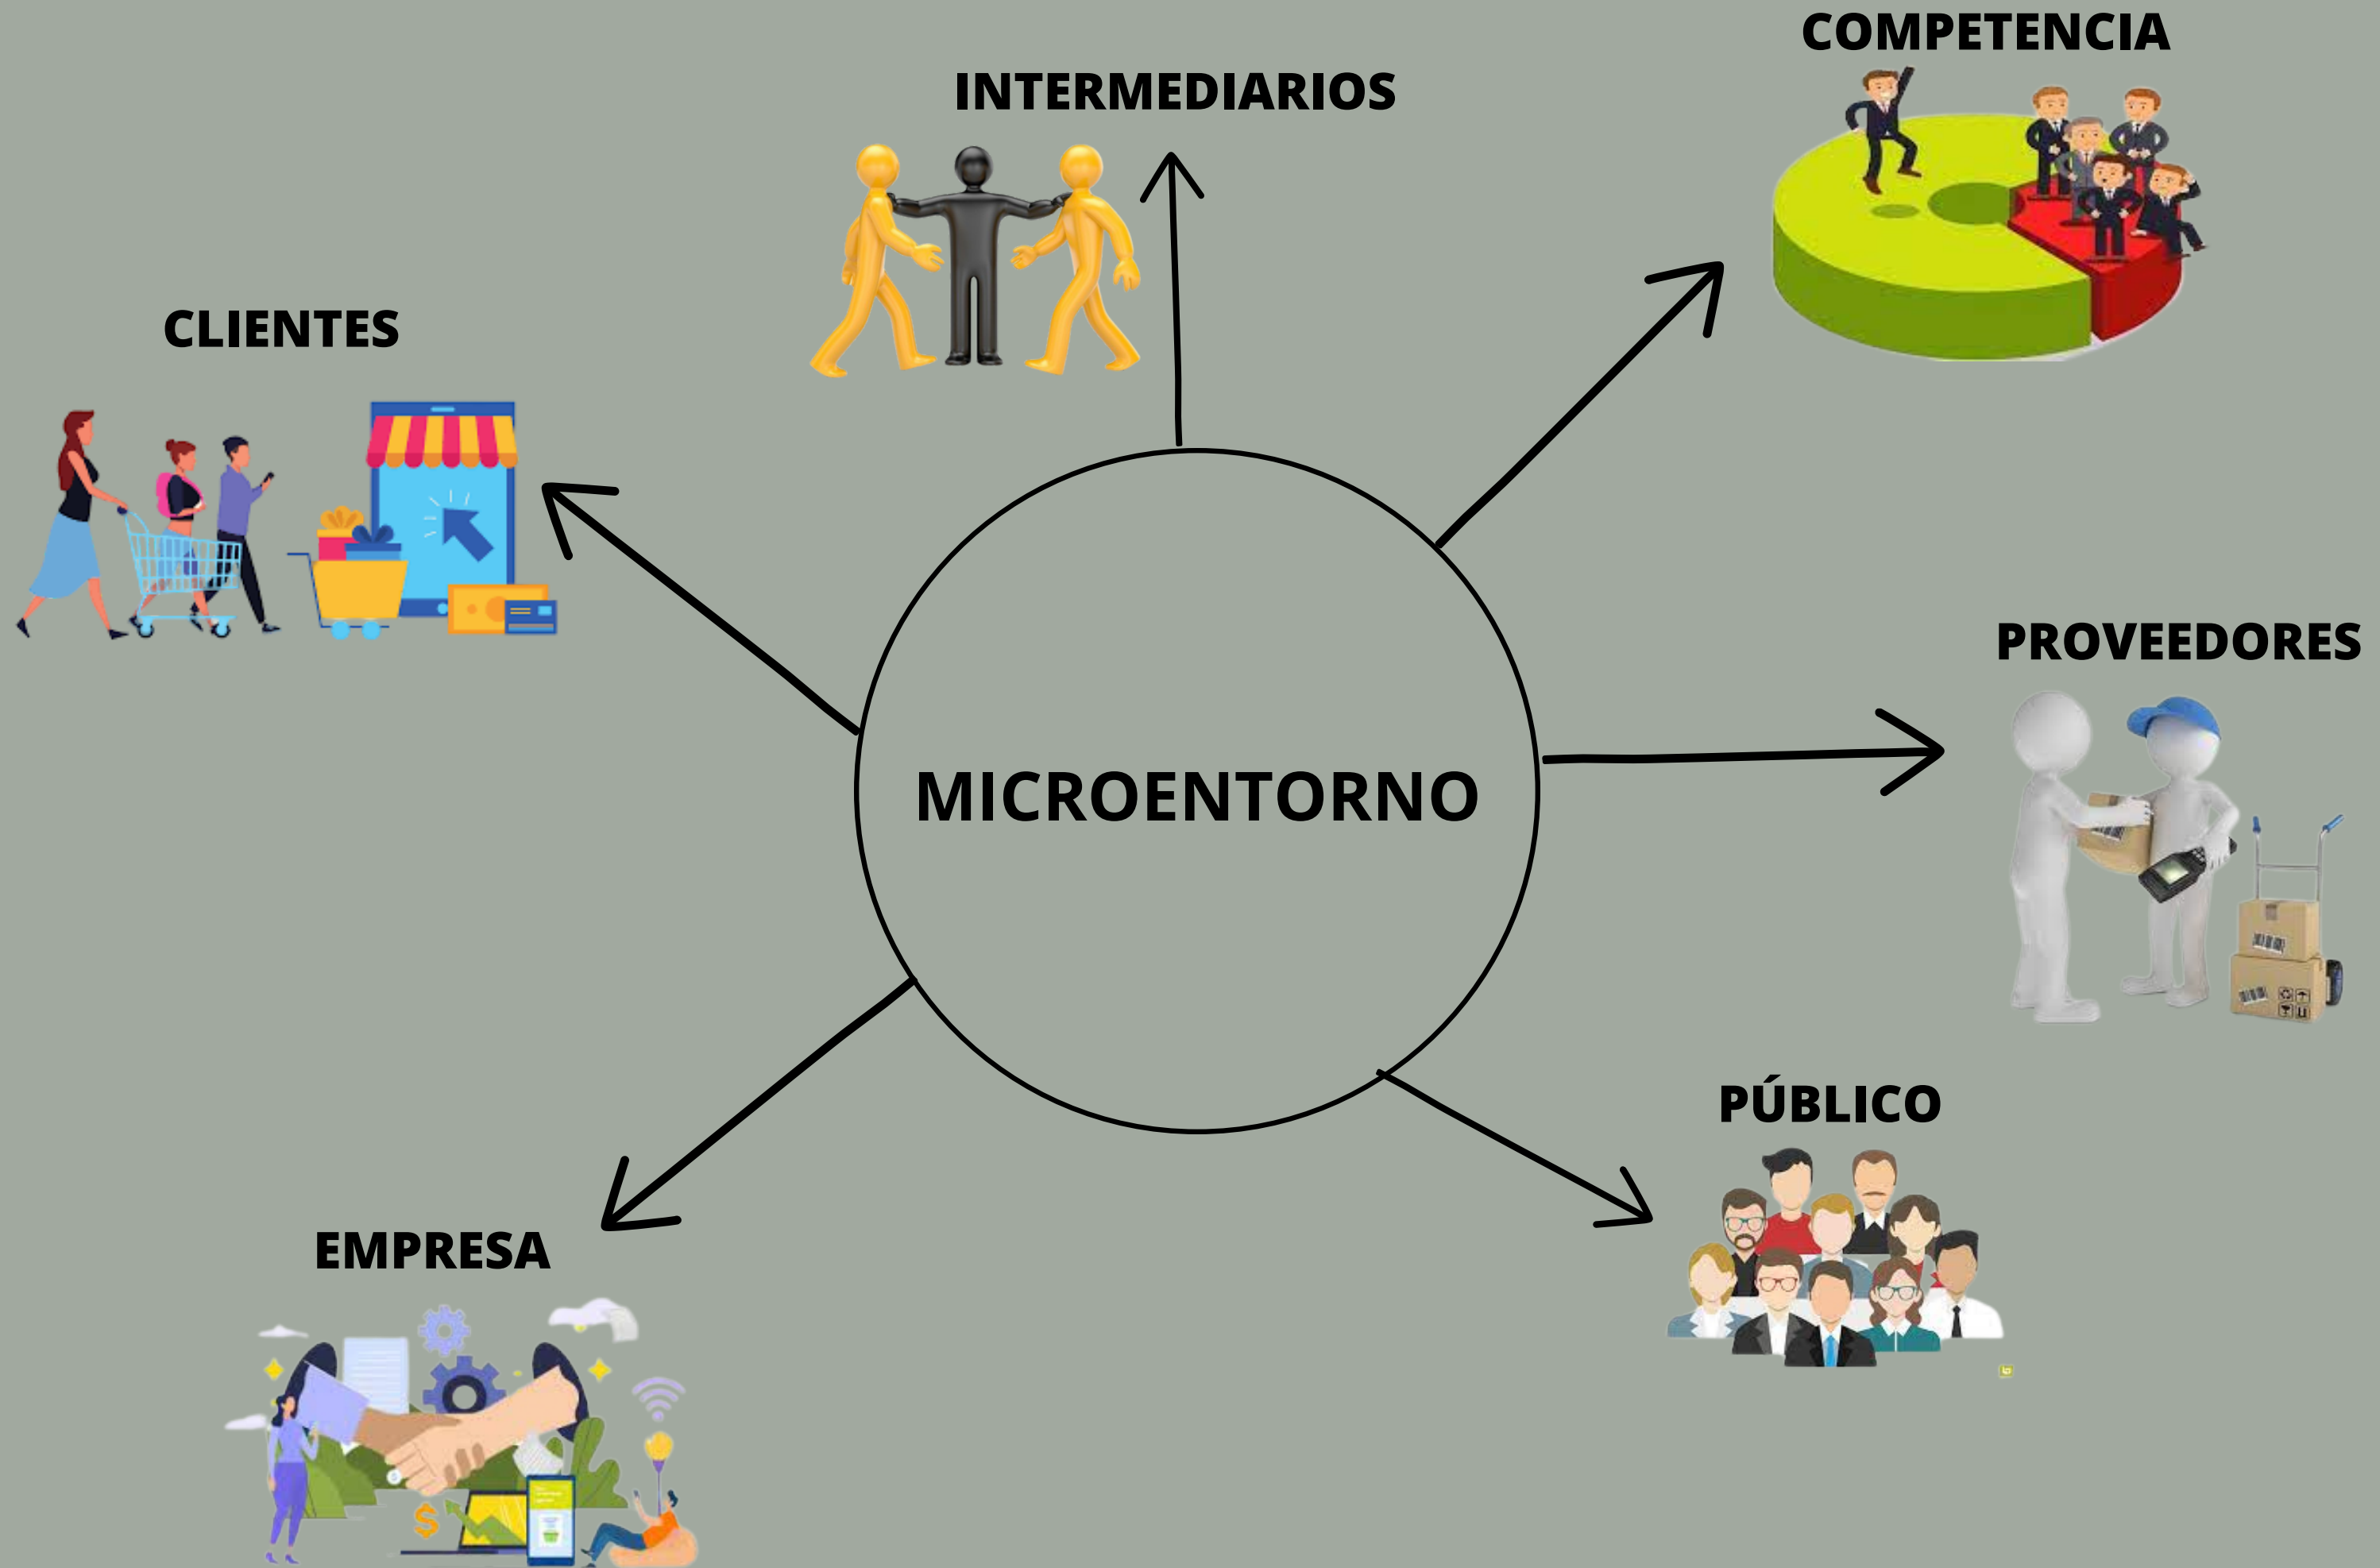 COMPETENCIA
INTERMEDIARIOS
CLIENTES
PROVEEDORES
MICROENTORNO
PÚBLICO
EMPRESA
$